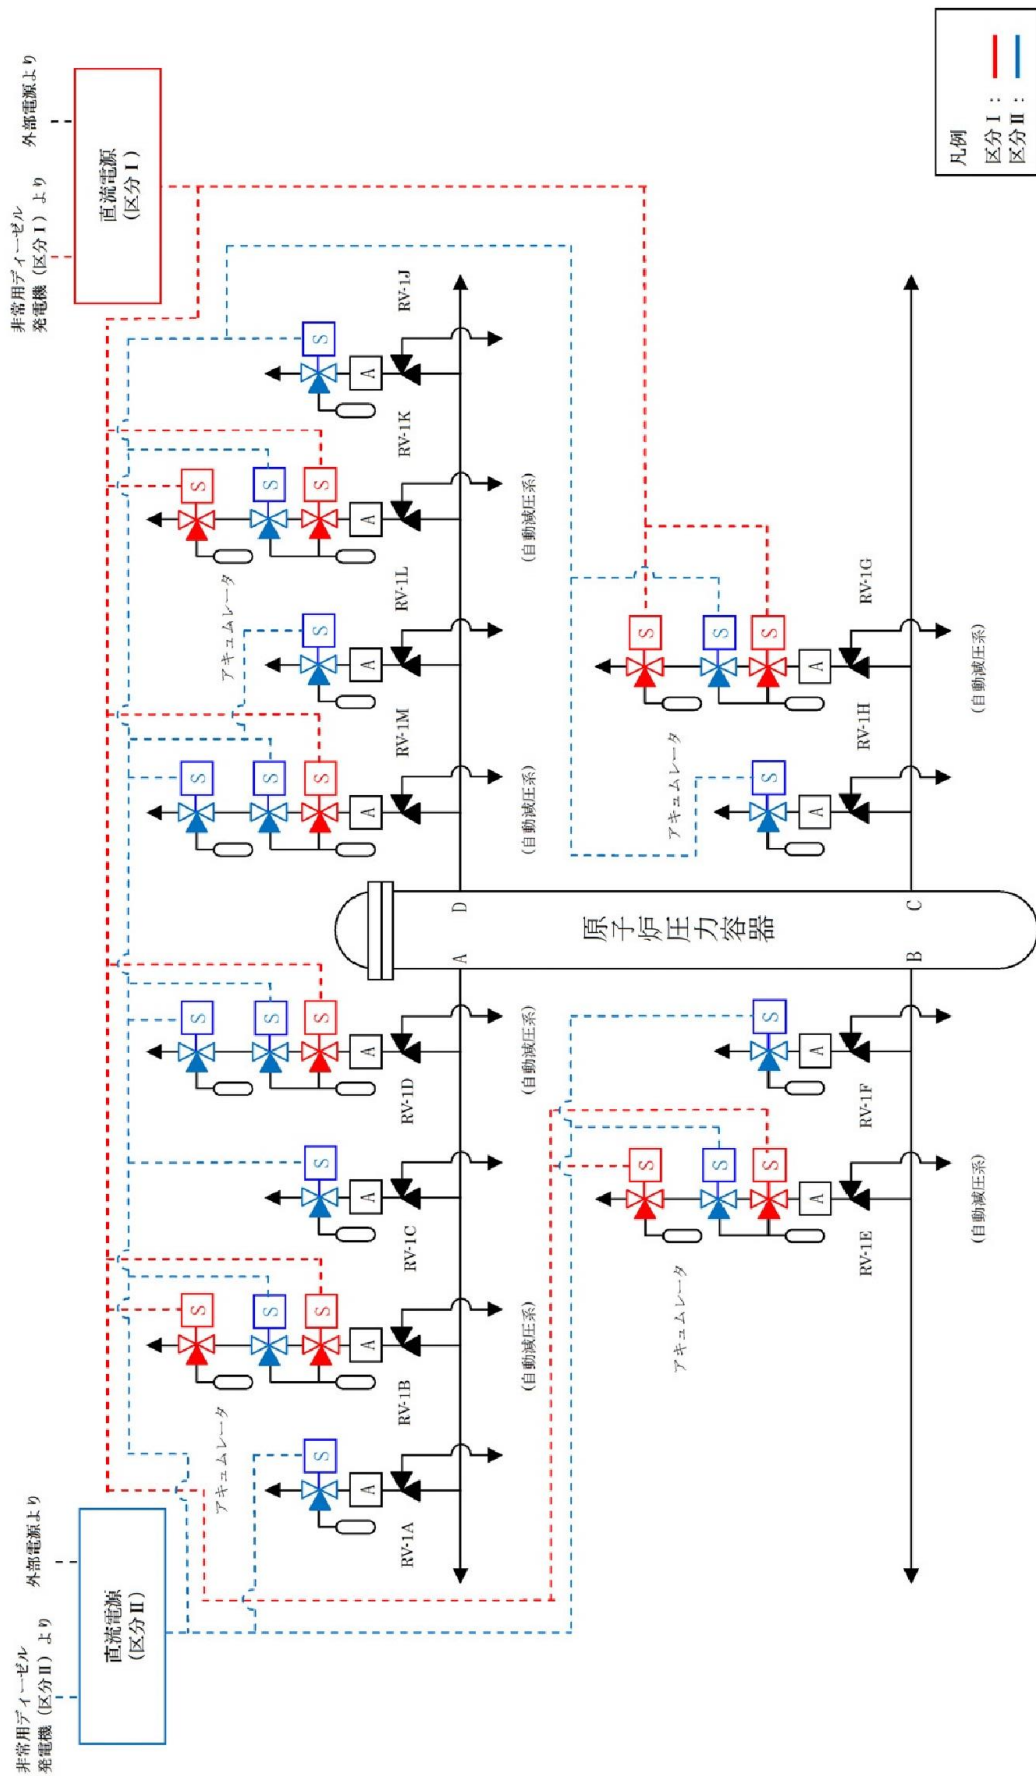 非常用ディーゼル
発電機（区分Ⅱ）より
外部電源より
直流電源
（区分Ⅱ）
非常用ディーゼル
発電機（区分Ⅰ）より
外部電源より
直流電源
（区分Ⅰ）
S
S
S
S
アキュムレータ
アキュムレータ
S
S
S
S
S
S
S
S
S
S
S
S
A
A
A
A
A
A
A
A
RV-1A
RV-1B
RV-1C
RV-1D
RV-1M
RV-1L
RV-1K
RV-1J
A
D
(自動減圧系)
(自動減圧系)
(自動減圧系)
(自動減圧系)
原子炉圧力容器
S
S
アキュムレータ
アキュムレータ
S
S
S
S
S
S
A
A
A
A
RV-1E
RV-1F
RV-1H
RV-1G
B
C
(自動減圧系)
(自動減圧系)
凡例
区分Ⅰ：
区分Ⅱ：